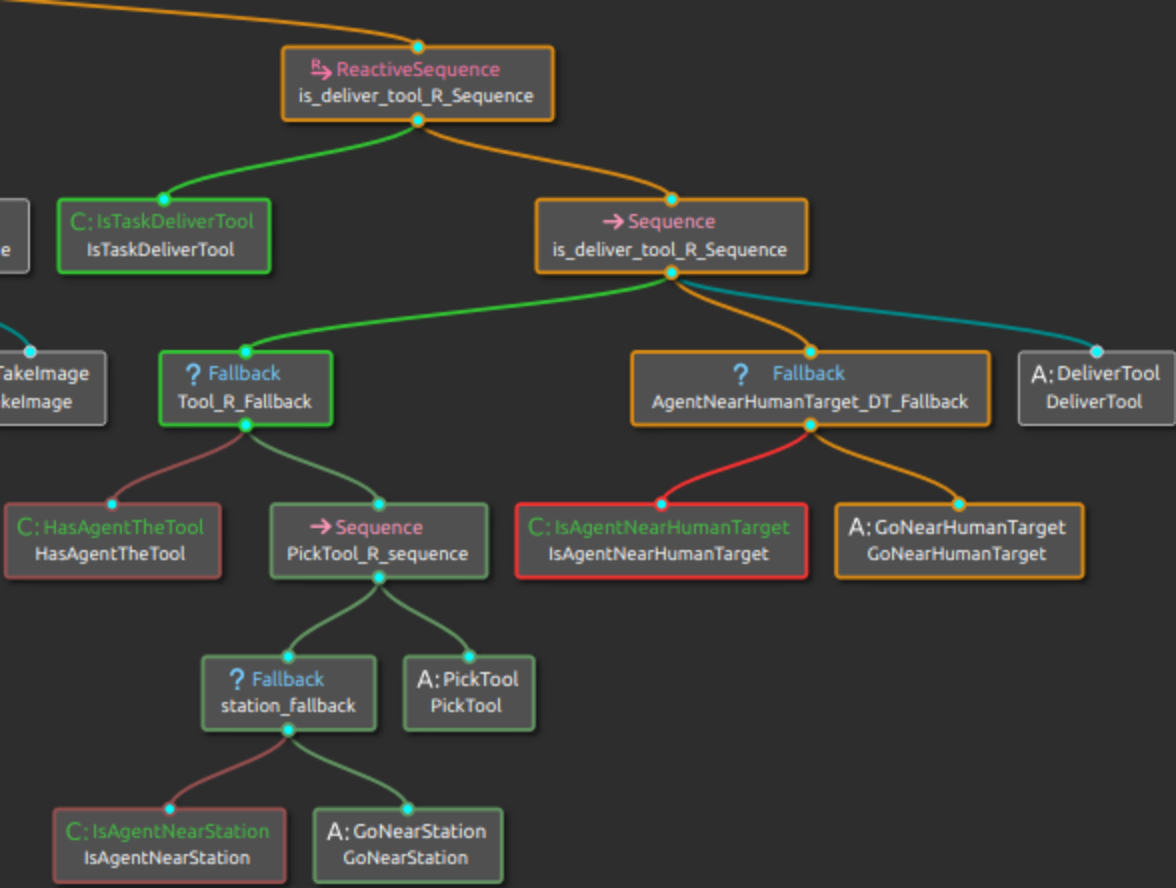 R ReactiveSequence
is_deliver_tool_R_Sequence
C: IsTaskDeliverTool
IsTaskDeliverTool
Sequence
is_deliver_tool_R_Sequence
e
TakeImage
keImage
? Fallback
Tool_R_Fallback
? Fallback
AgentNearHumanTarget_DT_Fallback
A: DeliverTool
DeliverTool
C: HasAgentTheTool
HasAgentTheTool
Sequence
PickTool_R_sequence
C: IsAgentNearHumanTarget
IsAgentNearHumanTarget
A: GoNearHumanTarget
GoNearHumanTarget
? Fallback
station_fallback
A: PickTool
PickTool
C: IsAgentNearStation
IsAgentNearStation
A: GoNearStation
GoNearStation